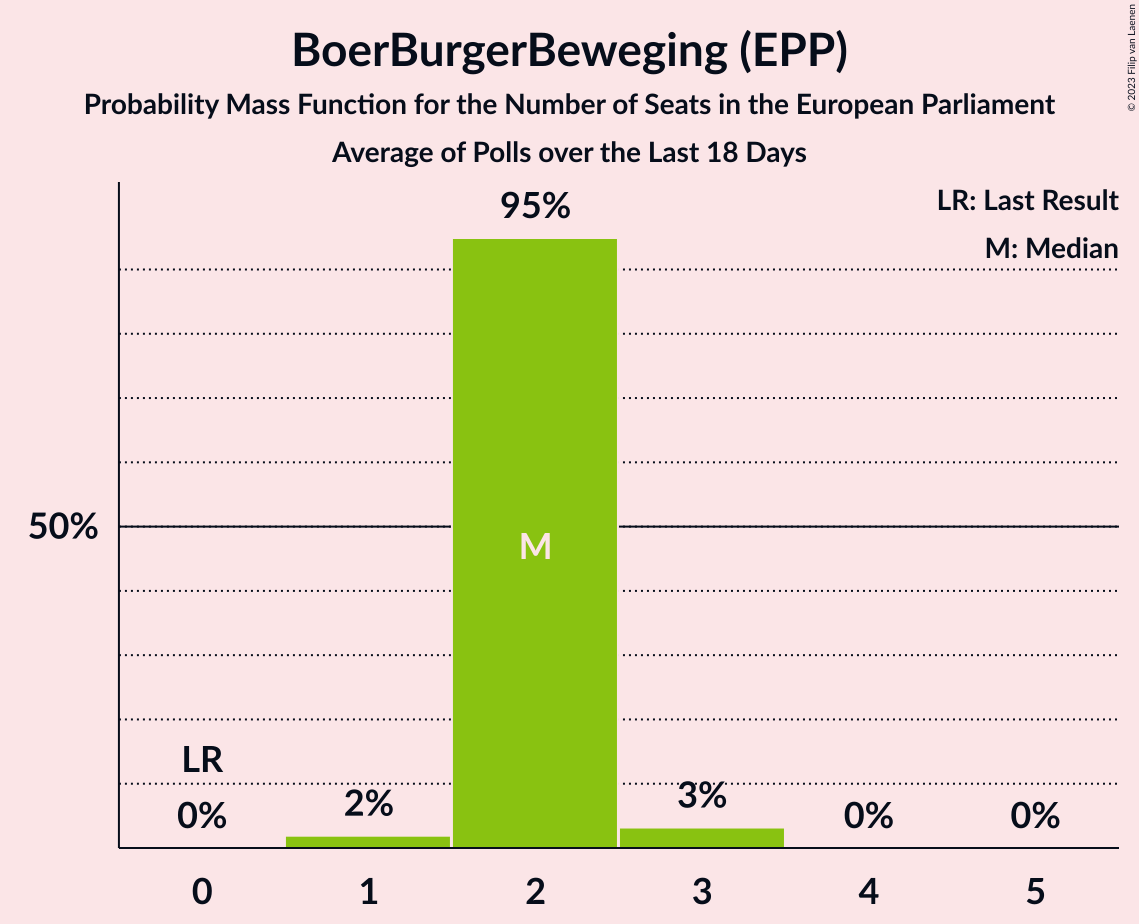 BoerBurgerBeweging (EPP)
Probability Mass Function for the Number of Seats in the European Parliament
Average of Polls over the Last 18 Days
© 2023 Filip van Laenen
LR: Last Result
M: Median
95%
50%
M
LR
0%
2%
3%
0%
0%
0
1
2
3
4
5